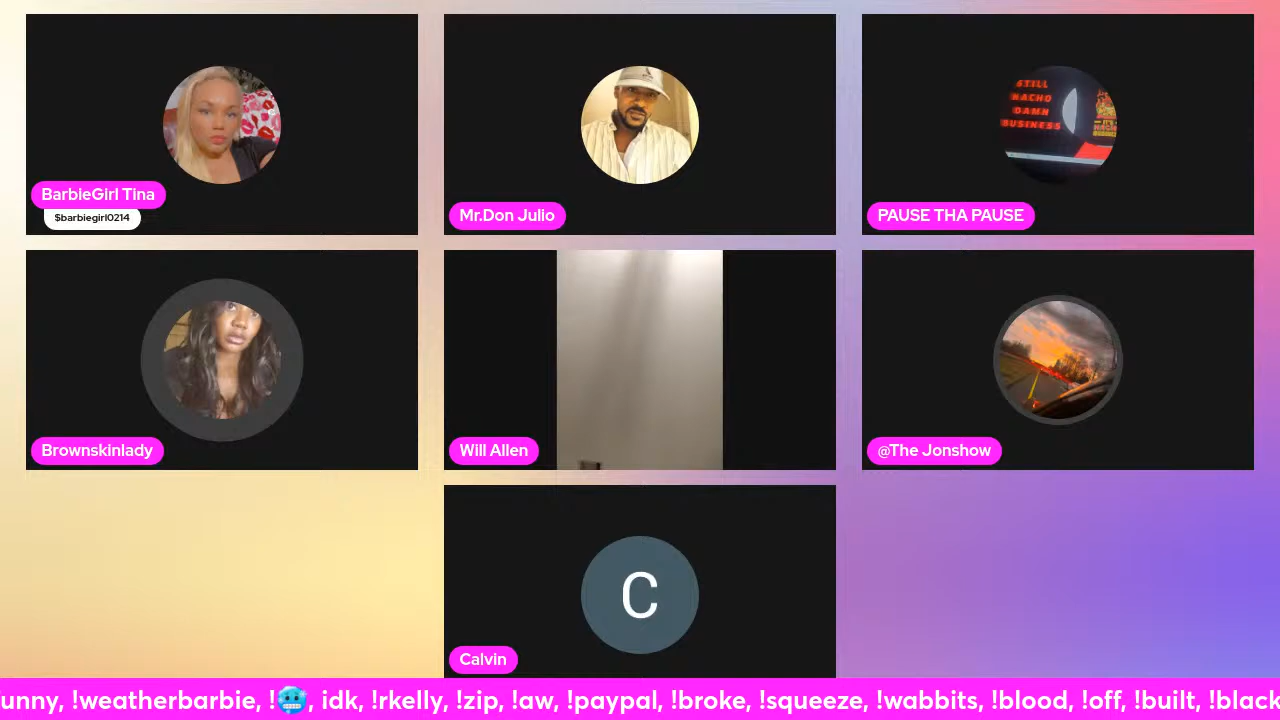 STILL
NACHO
DAMN
BUSINESS
BarbieGirl Tina
$barbiegirl0214
Mr.Don Julio
PAUSE THA PAUSE
Brownskinlady
Will Allen
@The Jonshow
C
Calvin
unny, !weatherbarbie, !🥶, idk, !rkelly, !zip, !aw, !paypal, !broke, !squeeze, !wabbits, !blood, !off, !built, !black